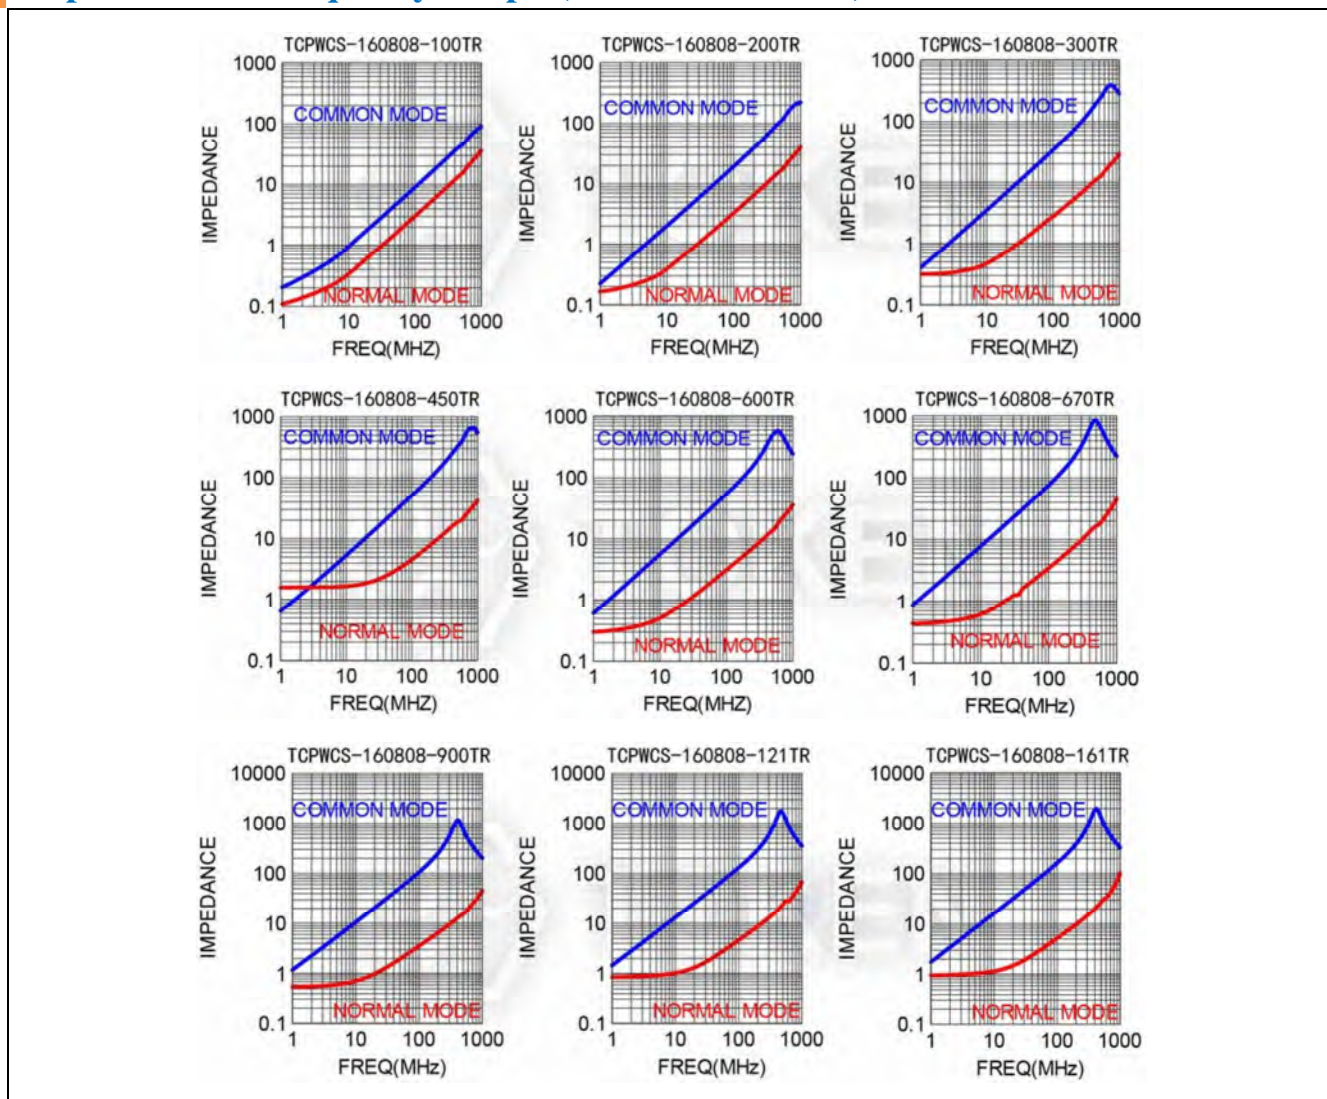 TCPWCS-160808-100TR TCPWCS-160808-200TR TCPWCS-160808-300TR
1000 1000 1000
COMMON MODE COMMON MODE COMMON MODE
100 100 100
IMPEDANCE IMPEDANCE IMPEDANCE
10 10 10
1 1 1
NORMAL MODE NORMAL MODE NORMAL MODE
0.1 0.1 0.1
1 10 100 1000 1 10 100 1000 1 10 100 1000
FREQ(MHZ) FREQ(MHZ) FREQ(MHZ)
TCPWCS-160808-450TR TCPWCS-160808-600TR TCPWCS-160808-670TR
1000 1000 1000
COMMON MODE COMMON MODE COMMON MODE
100 100 100
IMPEDANCE IMPEDANCE IMPEDANCE
10 10 10
1 1 1
NORMAL MODE NORMAL MODE NORMAL MODE
0.1 0.1 0.1
1 10 100 1000 1 10 100 1000 1 10 100 1000
FREQ(MHZ) FREQ(MHZ) FREQ(MHz)
TCPWCS-160808-900TR TCPWCS-160808-121TR TCPWCS-160808-161TR
10000 10000 10000
COMMON MODE COMMON MODE COMMON MODE
1000 1000 1000
100 100 100
IMPEDANCE IMPEDANCE IMPEDANCE
10 10 10
1 1 1
NORMAL MODE NORMAL MODE NORMAL MODE
0.1 0.1 0.1
1 10 100 1000 1 10 100 1000 1 10 100 1000
FREQ(MHz) FREQ(MHz) FREQ(MHz)